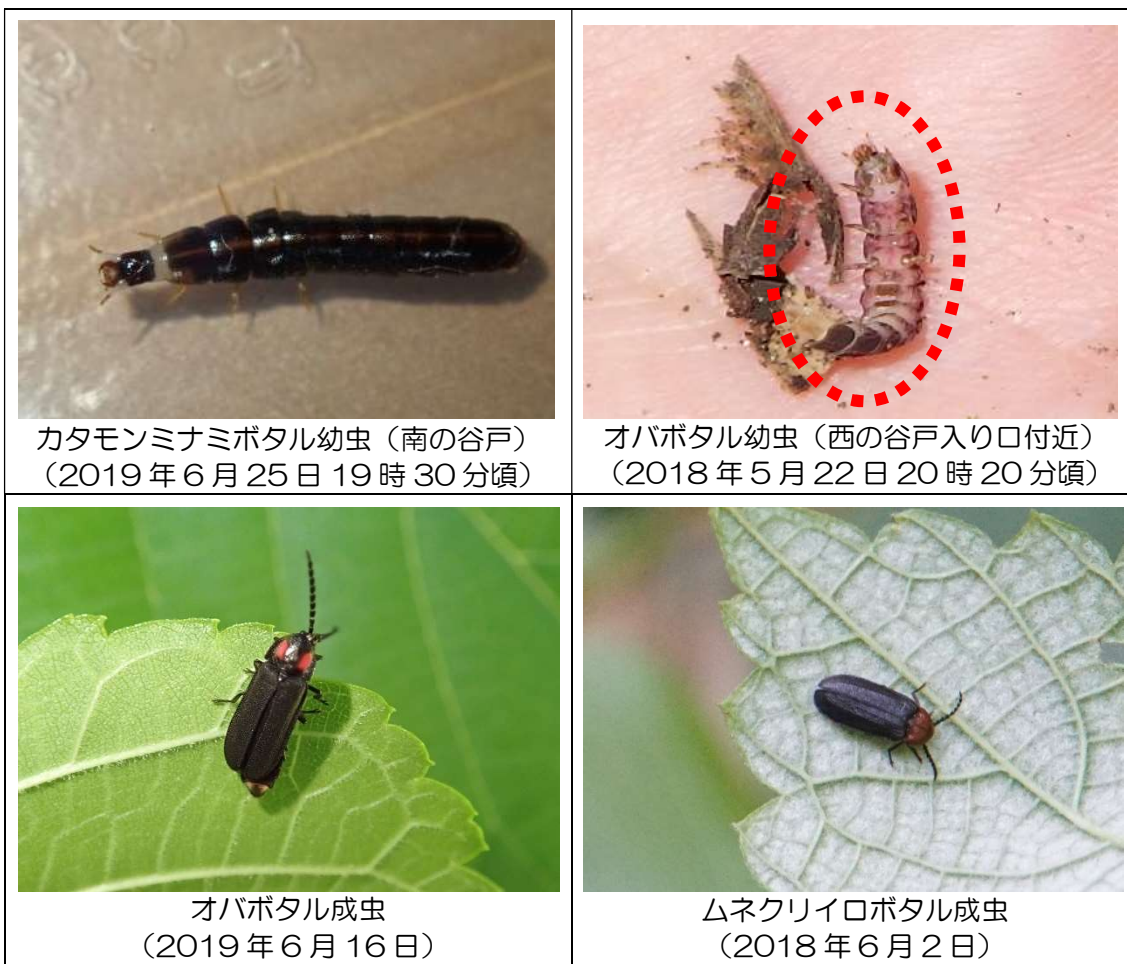 カタモンミナミボタル幼虫（南の谷戸）
（2019年6月25日19時30分頃）
オバボタル幼虫（西の谷戸入り口付近）
（2018年5月22日20時20分頃）
オバボタル成虫
（2019年6月16日）
ムネクリイロボタル成虫
（2018年6月2日）